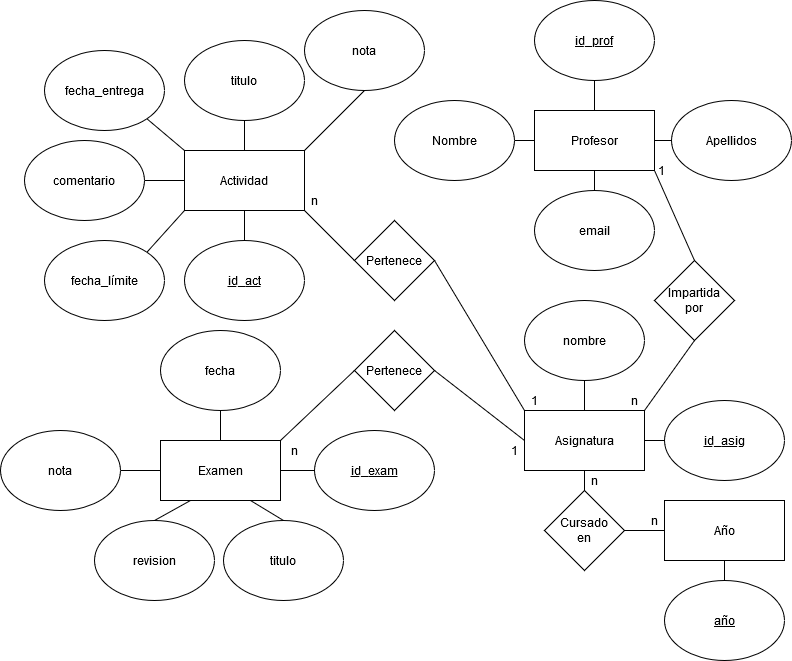 id_prof
nota
titulo
fecha_entrega
Nombre
Profesor
Apellidos
comentario
Actividad
1
n
email
Pertenece
fecha_límite
id_act
Impartida
por
nombre
fecha
Pertenece
1
n
Asignatura
id_asig
n
1
nota
Examen
id_exam
n
Cursado
en
n
Año
revision
titulo
año